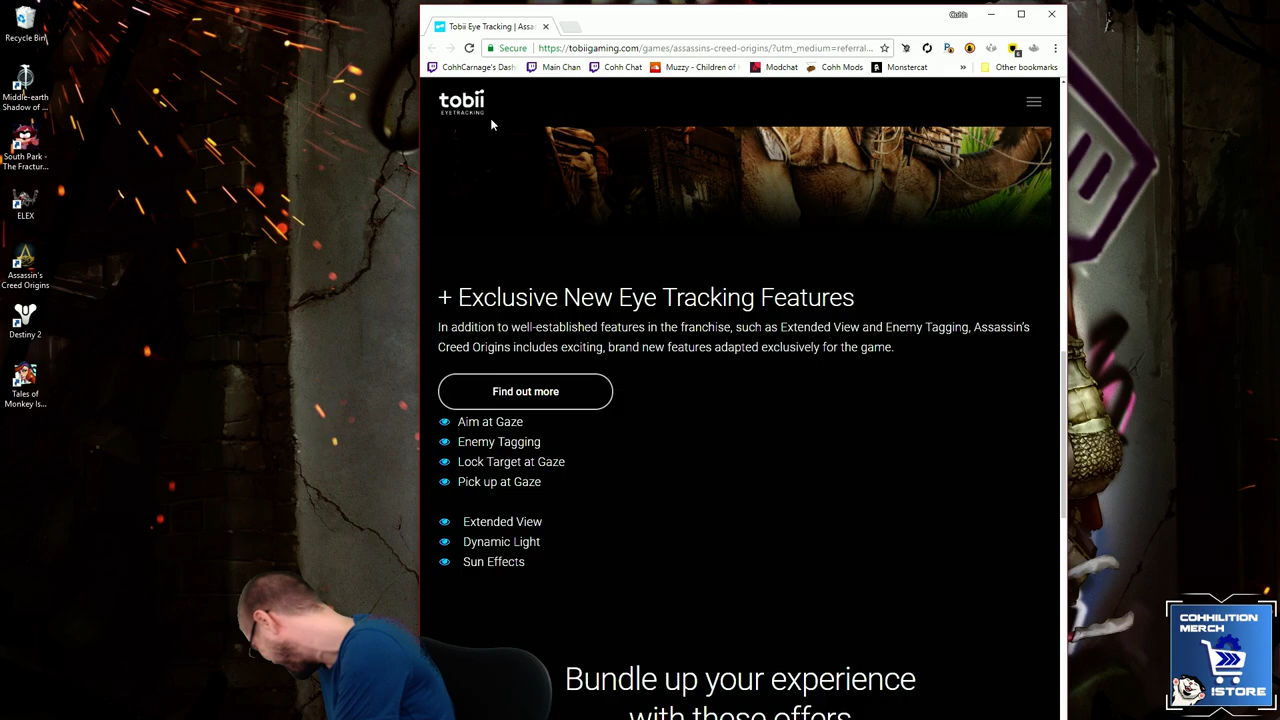 Recycle Bin
Middle-earth
Shadow of ...
South Park -
The Fractur...
ELEX
Assassin's
Creed Origins
Destiny 2
Tales of
Monkey Is...
Tobii Eye Tracking | Assa
Cohh
Secure
https://tobiigaming.com/games/assassins-creed-origins/?utm_medium=referral...
CohhCarnage's Dash
Main Chan
Cohh Chat
Muzzy - Children of
Modchat
Cohh Mods
Monstercat
»
Other bookmarks
tobii
EYETRACKING
+ Exclusive New Eye Tracking Features
In addition to well-established features in the franchise, such as Extended View and Enemy Tagging, Assassin's
Creed Origins includes exciting, brand new features adapted exclusively for the game.
Find out more
Aim at Gaze
Enemy Tagging
Lock Target at Gaze
Pick up at Gaze
Extended View
Dynamic Light
Sun Effects
Bundle up your experience
with these offers
COHHILITION
MERCH
ISTORE